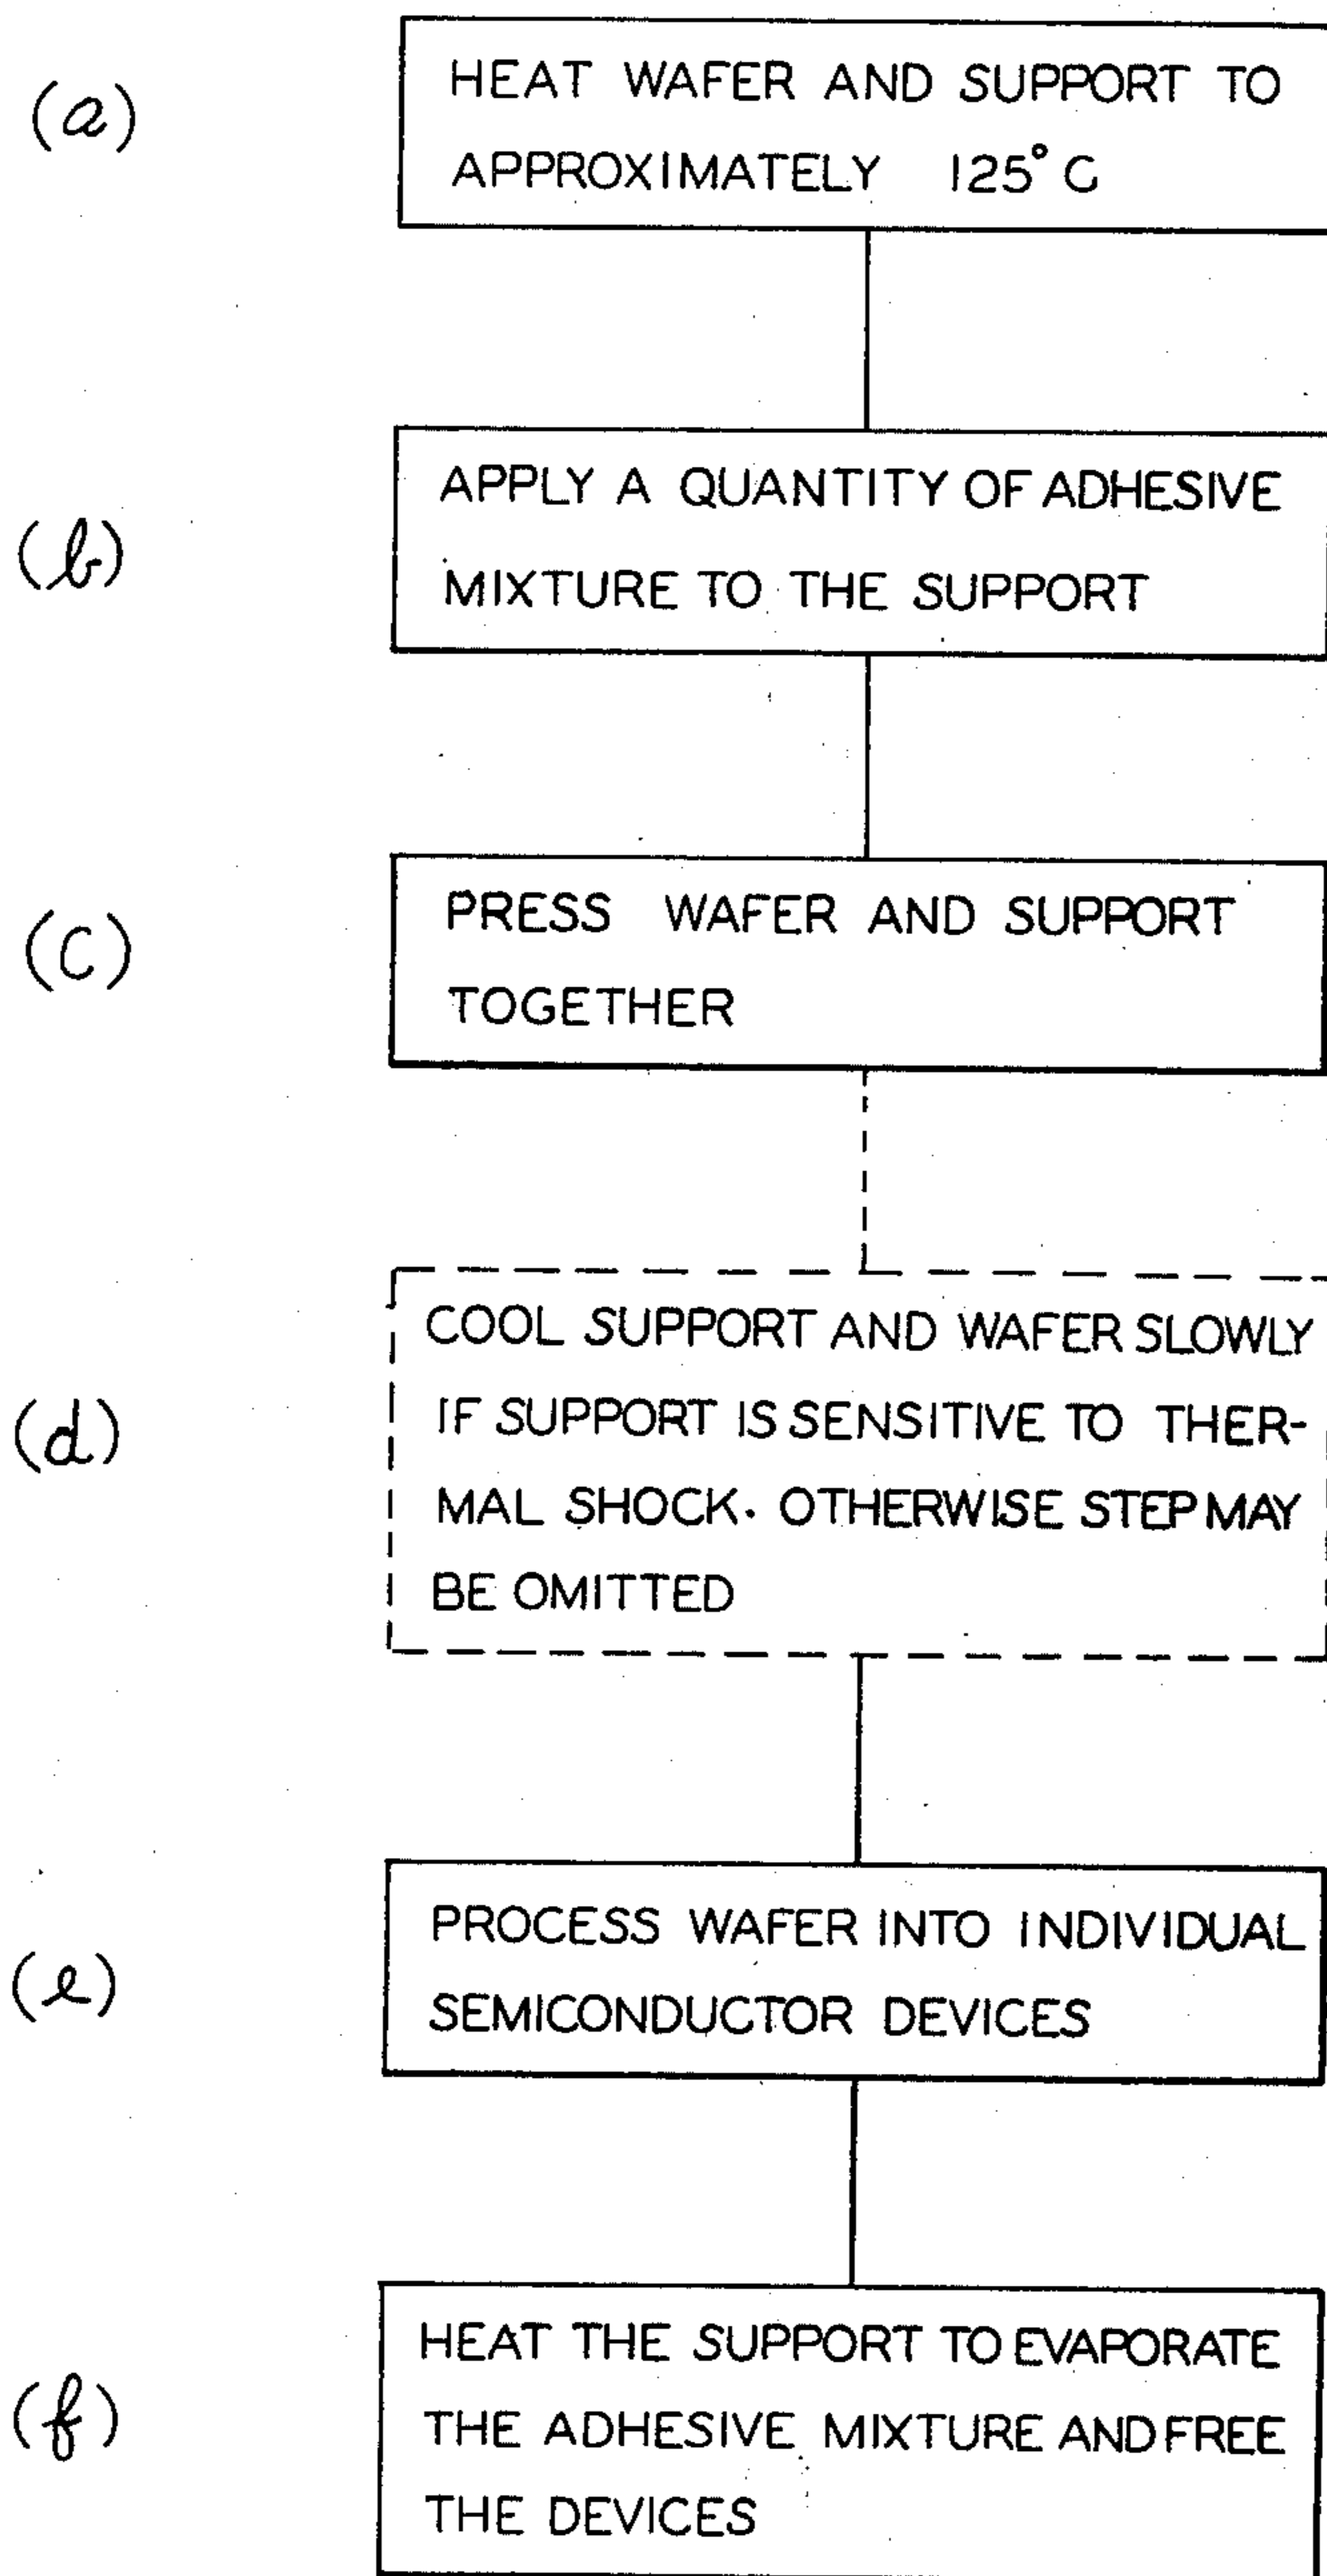 (a)
HEAT WAFER AND SUPPORT TO
APPROXIMATELY 125° C
(b)
APPLY A QUANTITY OF ADHESIVE
MIXTURE TO THE SUPPORT
(c)
PRESS WAFER AND SUPPORT
TOGETHER
(d)
COOL SUPPORT AND WAFER SLOWLY
IF SUPPORT IS SENSITIVE TO THER-
MAL SHOCK. OTHERWISE STEP MAY
BE OMITTED
(e)
PROCESS WAFER INTO INDIVIDUAL
SEMICONDUCTOR DEVICES
(f)
HEAT THE SUPPORT TO EVAPORATE
THE ADHESIVE MIXTURE AND FREE
THE DEVICES